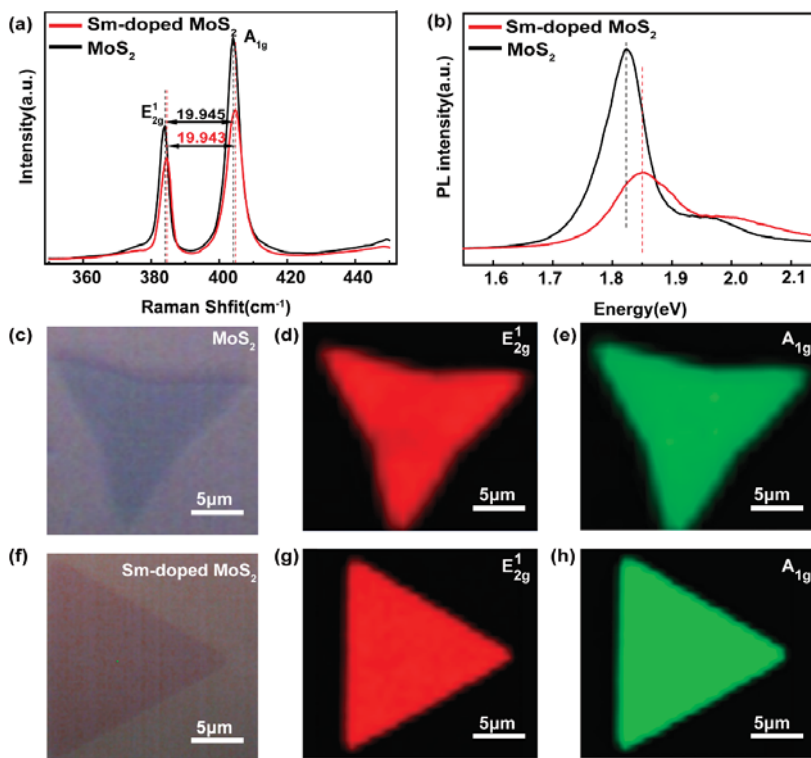 (a)
Sm-doped MoS₂
MoS₂
A₁g
E¹₂g
19.945
19.943
Intensity(a.u.)
360 380 400 420 440
Raman Shfit(cm⁻¹)
(b)
Sm-doped MoS₂
MoS₂
PL intensity(a.u.)
1.5 1.6 1.7 1.8 1.9 2.0 2.1
Energy(eV)
(c) MoS₂
5μm
(d) E¹₂g
5μm
(e) A₁g
5μm
(f) Sm-doped MoS₂
5μm
(g) E¹₂g
5μm
(h) A₁g
5μm